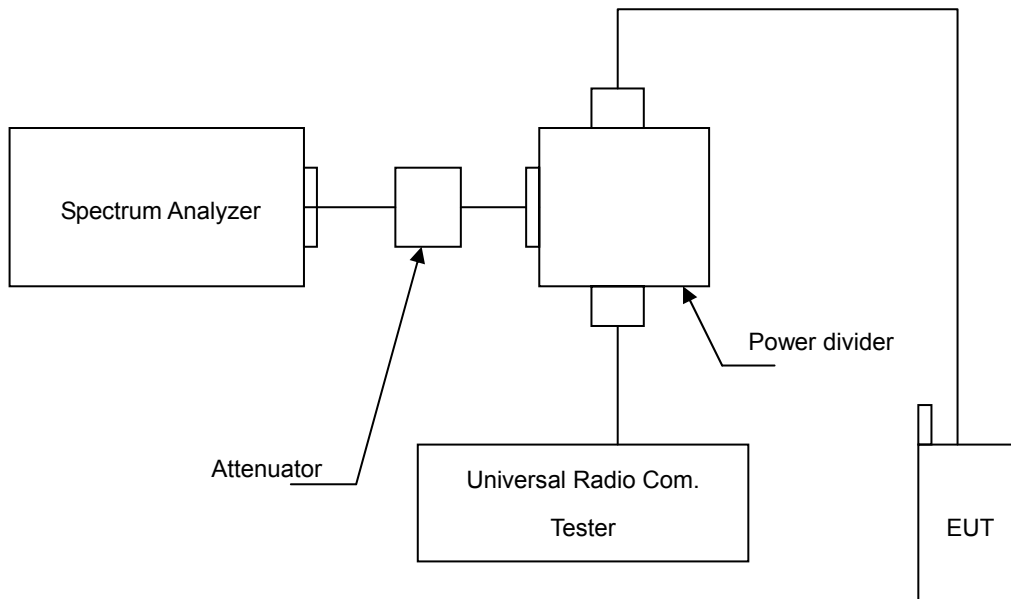 Spectrum Analyzer
Power divider
Attenuator
Universal Radio Com.
Tester
EUT